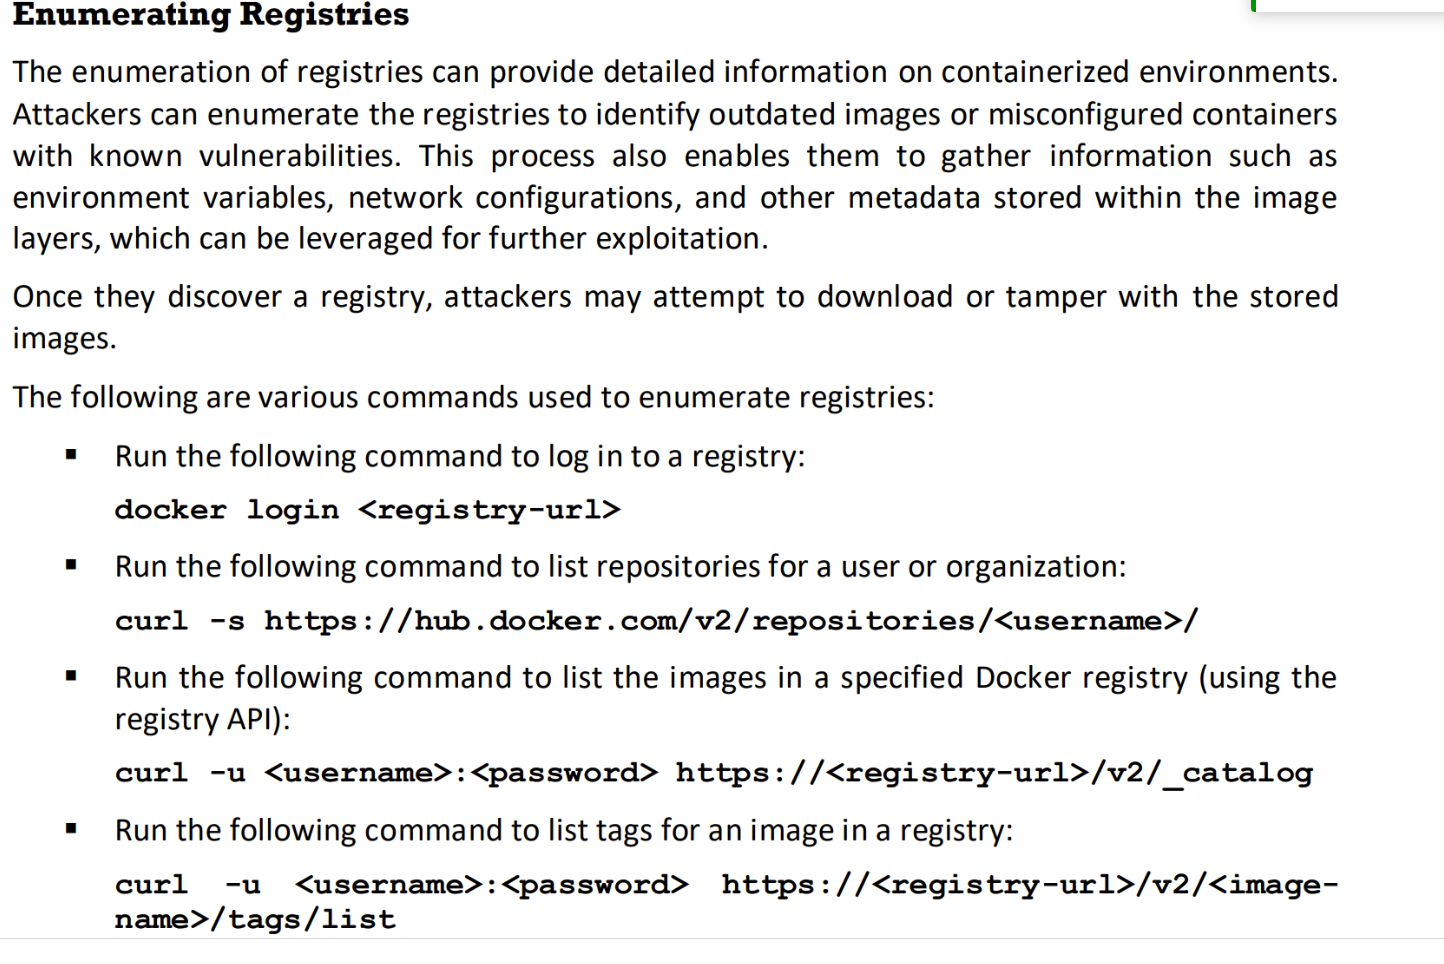 Enumerating Registries
The enumeration of registries can provide detailed information on containerized environments.
Attackers can enumerate the registries to identify outdated images or misconfigured containers
with known vulnerabilities. This process also enables them to gather information such as
environment variables, network configurations, and other metadata stored within the image
layers, which can be leveraged for further exploitation.
Once they discover a registry, attackers may attempt to download or tamper with the stored
images.
The following are various commands used to enumerate registries:
▪ Run the following command to log in to a registry:
docker login <registry-url>
▪ Run the following command to list repositories for a user or organization:
curl -s https://hub.docker.com/v2/repositories/<username>/
▪ Run the following command to list the images in a specified Docker registry (using the
registry API):
curl -u <username>:<password> https://<registry-url>/v2/_catalog
▪ Run the following command to list tags for an image in a registry:
curl -u <username>:<password> https://<registry-url>/v2/<image-
name>/tags/list